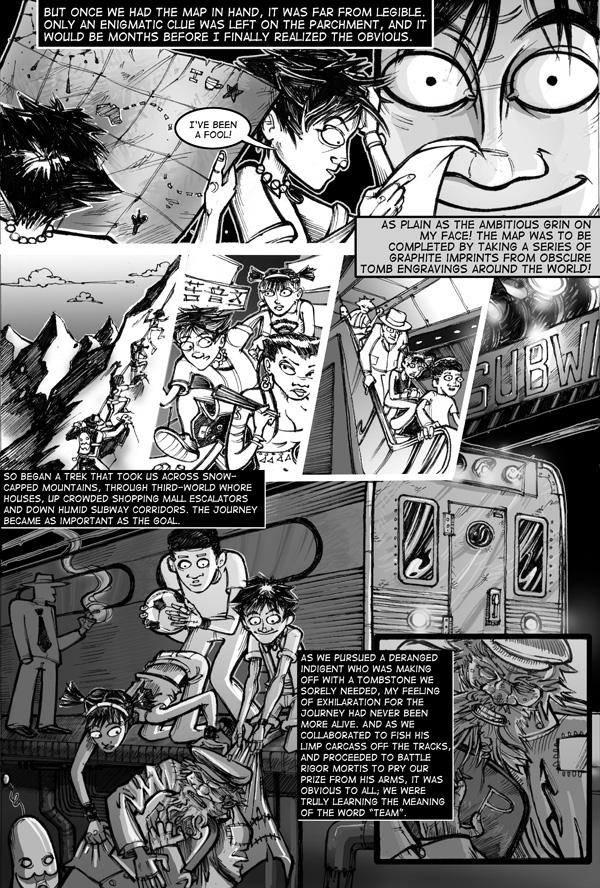 BUT ONCE WE HAD THE MAP IN HAND, IT WAS FAR FROM LEGIBLE.
ONLY AN ENIGMATIC CLUE WAS LEFT ON THE PARCHMENT, AND IT
WOULD BE MONTHS BEFORE I FINALLY REALIZED THE OBVIOUS.
I'VE BEEN
A FOOL!
AS PLAIN AS THE AMBITIOUS GRIN ON
MY FACE! THE MAP WAS TO BE
COMPLETED BY TAKING A SERIES OF
GRAPHITE IMPRINTS FROM OBSCURE
TOMB ENGRAVINGS AROUND THE WORLD!
SUBWA
SO BEGAN A TREK THAT TOOK US ACROSS SNOW-
CAPPED MOUNTAINS, THROUGH THIRD-WORLD WHORE
HOUSES, UP CROWDED SHOPPING MALL ESCALATORS
AND DOWN HUMID SUBWAY CORRIDORS. THE JOURNEY
BECAME AS IMPORTANT AS THE GOAL.
AS WE PURSUED A DERANGED
INDIGENT WHO WAS MAKING
OFF WITH A TOMBSTONE WE
SORELY NEEDED, MY FEELING
OF EXHILARATION FOR THE
JOURNEY HAD NEVER BEEN
MORE ALIVE. AND AS WE
COLLABORATED TO FISH HIS
LIMP CARCASS OFF THE TRACKS,
AND PROCEEDED TO BATTLE
RIGOR MORTIS TO PRY OUR
PRIZE FROM HIS ARMS, IT WAS
OBVIOUS TO ALL; WE WERE
TRULY LEARNING THE MEANING
OF THE WORD "TEAM".